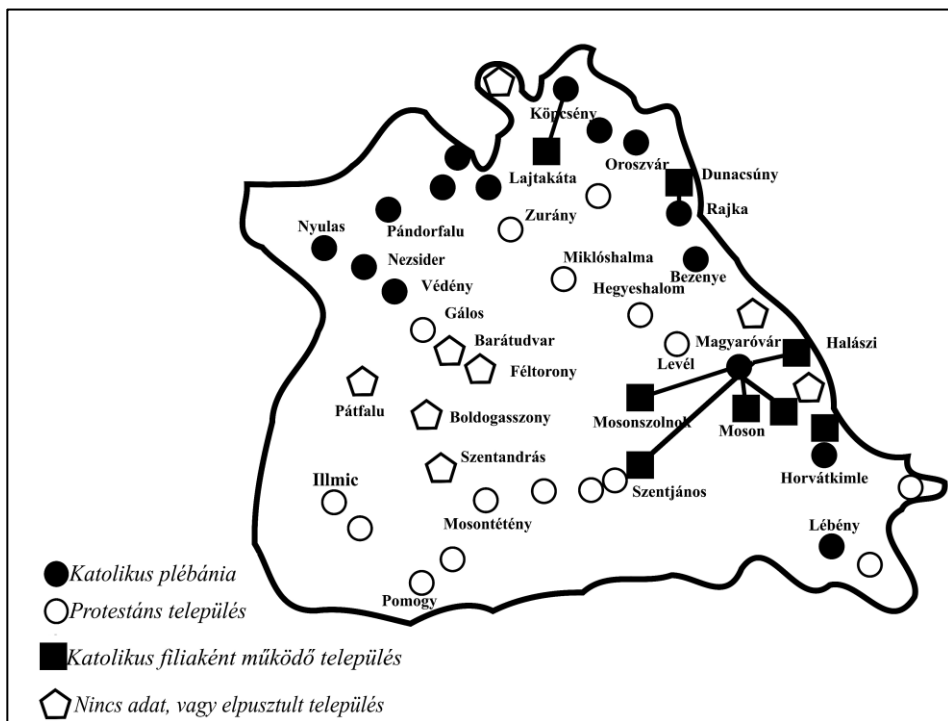 Köpcsény
Oroszvár
Lajtakáta
Dunacsúny
Rajka
Zurány
Nyulas
Pándorfalu
Nezsider
Miklóshalma
Bezenye
Védény
Hegyeshalom
Gálos
Magyaróvár
Halászi
Barátudvar
Levél
Féltorony
Pátfalu
Boldogasszony
Mosonszolnok
Moson
Szentandrás
Illmic
Szentjános
Horvátkimle
Mosontétény
Lébény
Pomogy
Katolikus plébánia
Protestáns település
Katolikus filiaként működő település
Nincs adat, vagy elpusztult település